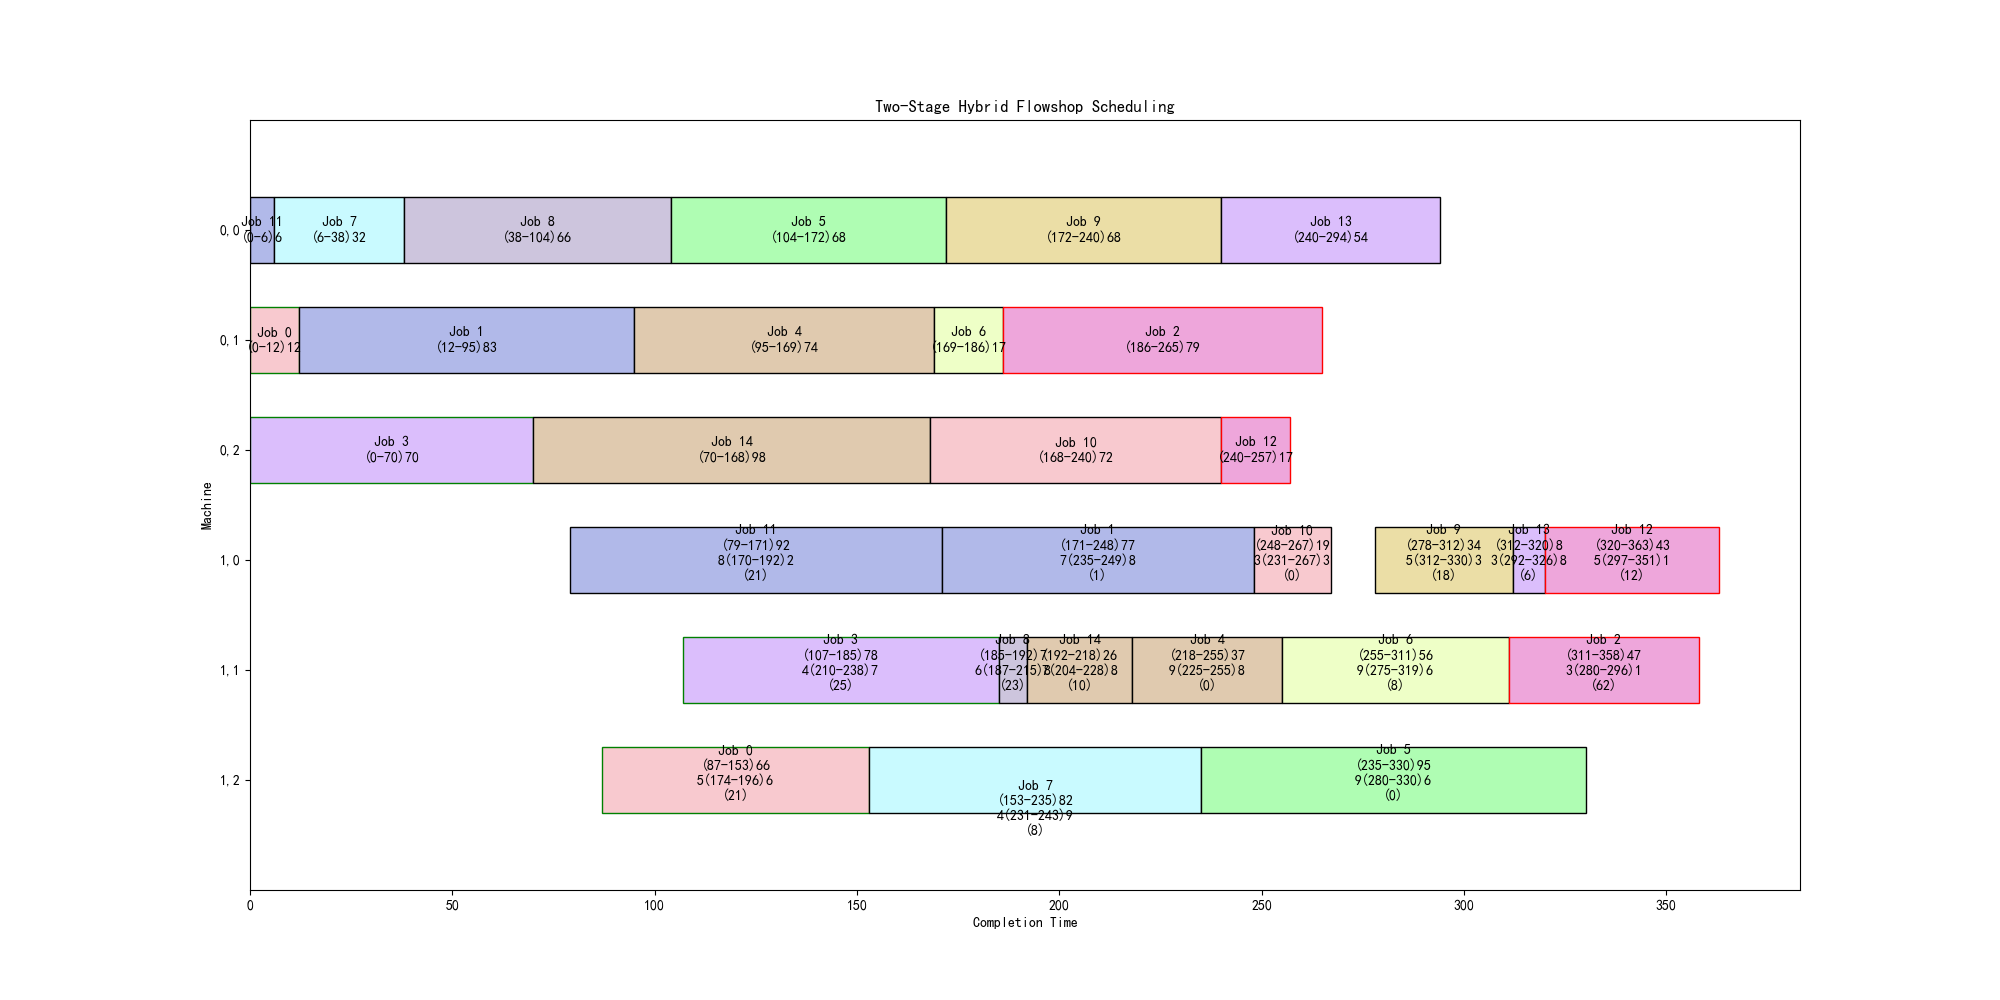 Two-Stage Hybrid Flowshop Scheduling
Machine
0,0
Job 11
(0-6)6
Job 7
(6-38)32
Job 8
(38-104)66
Job 5
(104-172)68
Job 9
(172-240)68
Job 13
(240-294)54
0,1
Job 0
(0-12)12
Job 1
(12-95)83
Job 4
(95-169)74
Job 6
(169-186)17
Job 2
(186-265)79
0,2
Job 3
(0-70)70
Job 14
(70-168)98
Job 10
(168-240)72
Job 12
(240-257)17
1,0
Job 11
(79-171)92
8(170-192)2
(21)
Job 1
(171-248)77
7(235-249)8
(1)
Job 10
(248-267)19
3(231-267)3
(0)
Job 9
(278-312)34
5(312-330)3
(18)
Job 13
(312-320)8
3(292-326)8
(6)
Job 12
(320-363)43
5(297-351)1
(12)
1,1
Job 3
(107-185)78
4(210-238)7
(25)
Job 8
(185-192)7
6(187-215)
(23)
Job 14
(192-218)26
(204-228)8
(10)
Job 4
(218-255)37
9(225-255)8
(0)
Job 6
(255-311)56
9(275-319)6
(8)
Job 2
(311-358)47
3(280-296)1
(62)
1,2
Job 0
(87-153)66
5(174-196)6
(21)
Job 7
(153-235)82
4(231-243)9
(8)
Job 5
(235-330)95
9(280-330)6
(0)
0
50
100
150
200
250
300
350
Completion Time